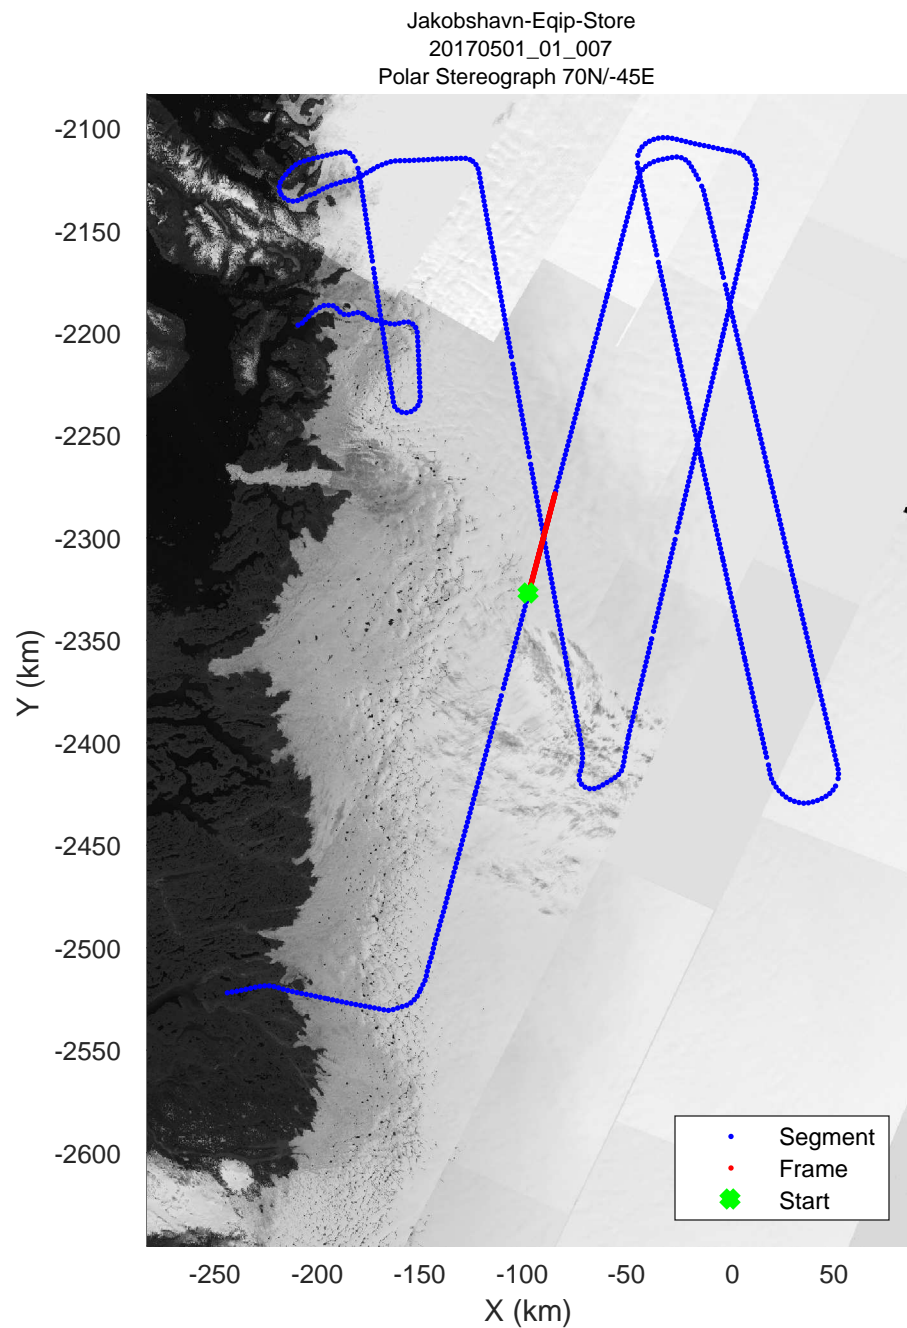 Jakobshavn-Eqip-Store
20170501_01_007
Polar Stereograph 70N/-45E
-2100
-2150
-2200
-2250
-2300
-2350
-2400
-2450
-2500
-2550
-2600
Y (km)
Segment
Frame
Start
-250 -200 -150 -100 -50 0 50
X (km)